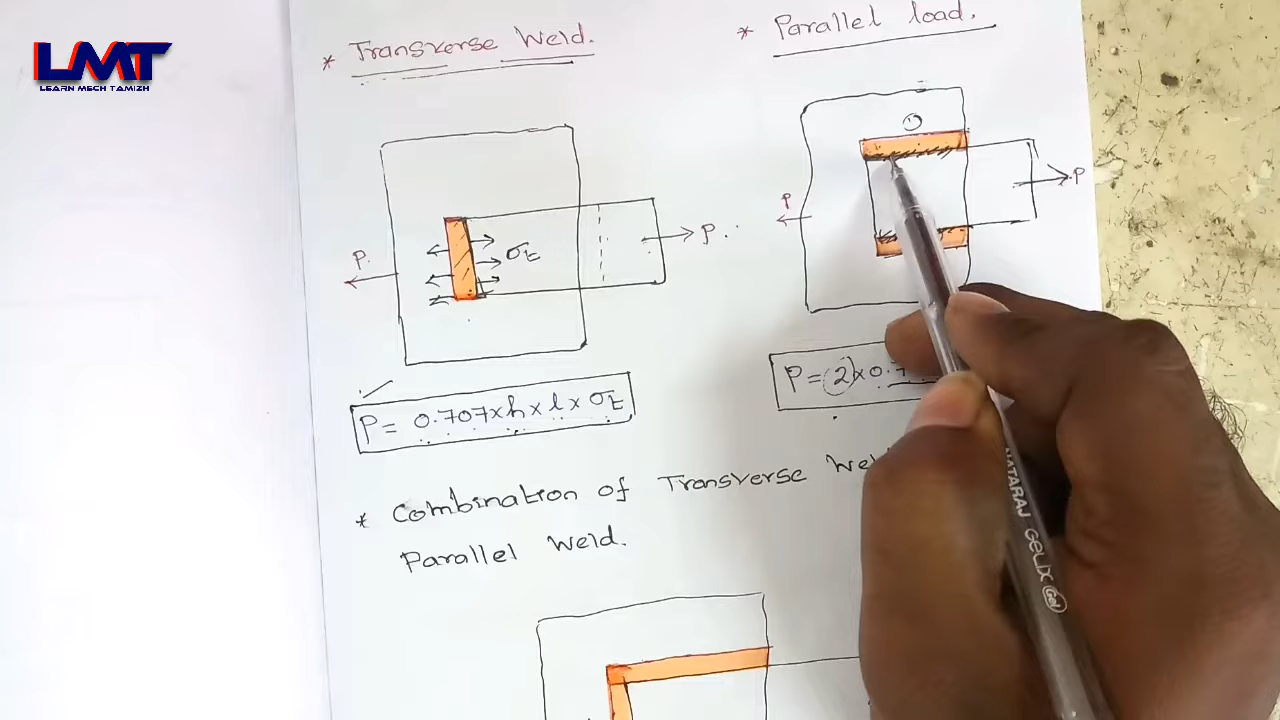 LMT
LEARN MECH TAMIZH
* Transverse Weld.
* Parallel load.
P.
σt
P.
P
①
P
P = 0.707 x h x l x σt
P = 2 x 0.7
* Combination of Transverse
Parallel Weld.
NATARAJ GELIX Gel